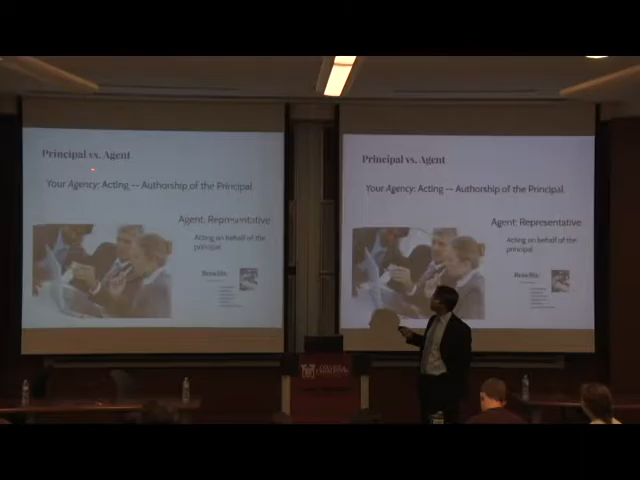 Principal vs. Agent
Your Agency: Acting -- Authorship of the Principal
Agent: Representative
Acting on behalf of the
principal
Benefits:
Principal vs. Agent
Your Agency: Acting -- Authorship of the Principal
Agent: Representative
Acting on behalf of the
principal
Benefits: